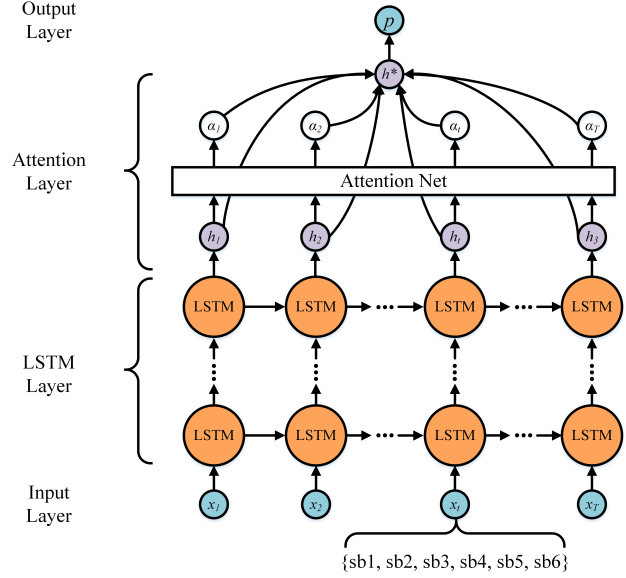 Output
Layer
p
h*
α1 α2 αt αT
Attention
Layer
Attention Net
h1 h2 ht h3
LSTM LSTM ••• LSTM ••• LSTM
LSTM
Layer
LSTM LSTM ••• LSTM ••• LSTM
Input
Layer
x1 x2 xt xT
{sb1, sb2, sb3, sb4, sb5, sb6}